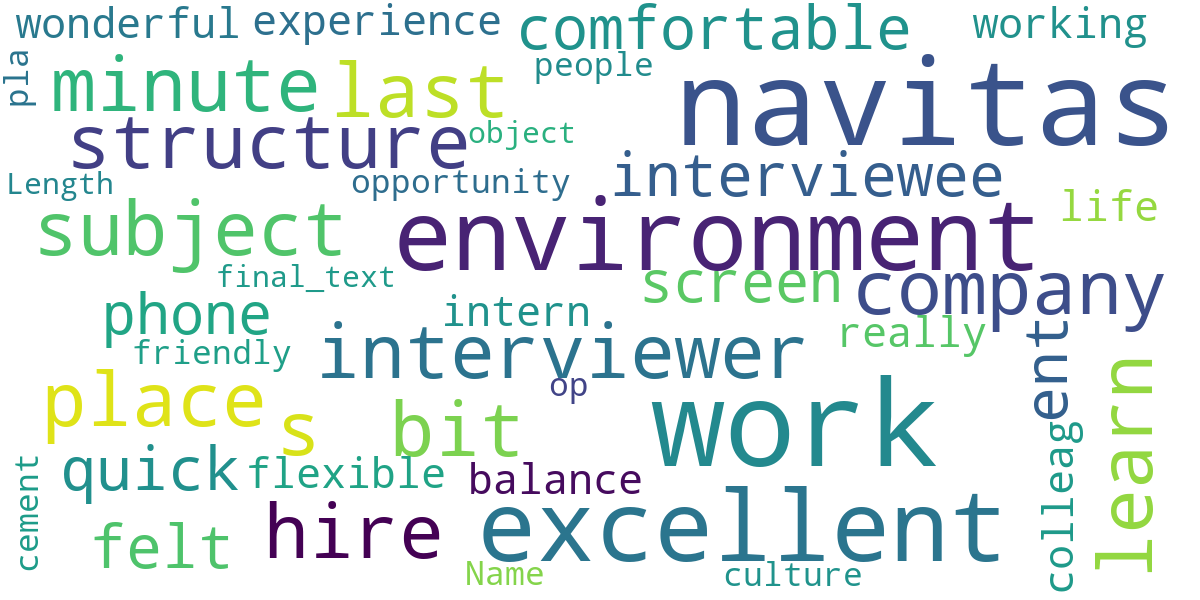 wonderful experience comfortable working
pla minute last people navitas
structure object
Length opportunity interviewee life
subject environment
final_text screen company
phone intern really
friendly interviewer ent
places op learn
s bit work
quick flexible balance colleag
cement felt hire excellent
Name culture